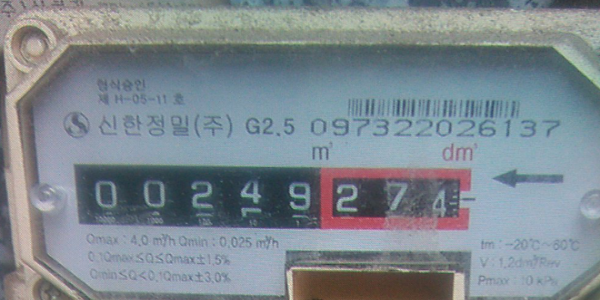 형식승인
제 H-05-11 호
신한정밀(주) G2.5 097322026137
m³ dm³
0 0 2 4 9 2 7 4
Qmax : 4.0 m³/h Qmin : 0.025 m³/h
0.1Qmax≤Q≤Qmax±1.5%
Qmin≤Q<0.1Qmax±3.0%
tm : -20℃~60℃
V : 1.2dm³/Rev
Pmax : 10 kPa